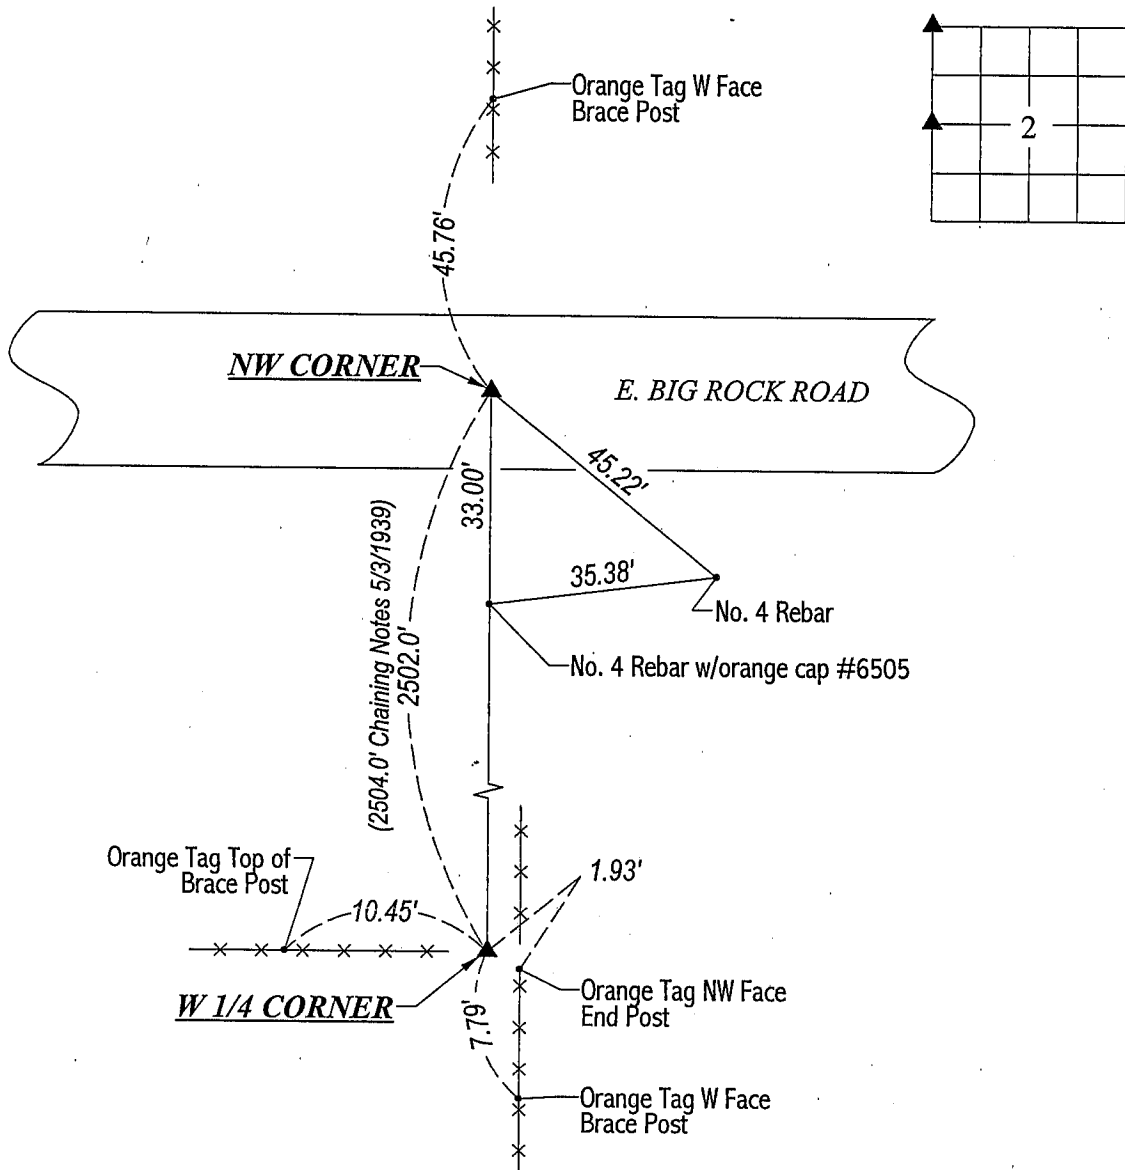 Orange Tag W Face
Brace Post
2
45.76'
NW CORNER
E. BIG ROCK ROAD
33.00'
45.22'
35.38'
No. 4 Rebar
No. 4 Rebar w/orange cap #6505
(2504.0' Chaining Notes 5/3/1939)
2502.0'
Orange Tag Top of
Brace Post
10.45'
1.93'
W 1/4 CORNER
7.79'
Orange Tag NW Face
End Post
Orange Tag W Face
Brace Post